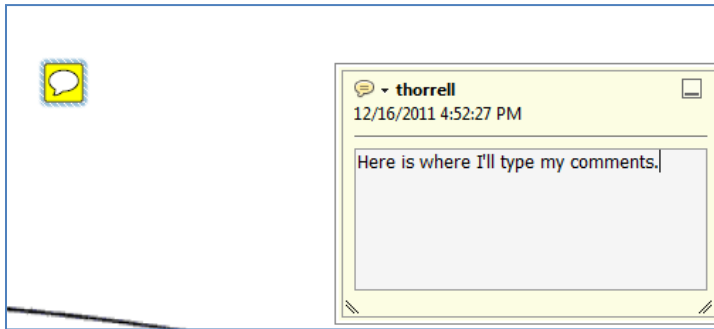 thorrell
12/16/2011 4:52:27 PM
Here is where I'll type my comments.